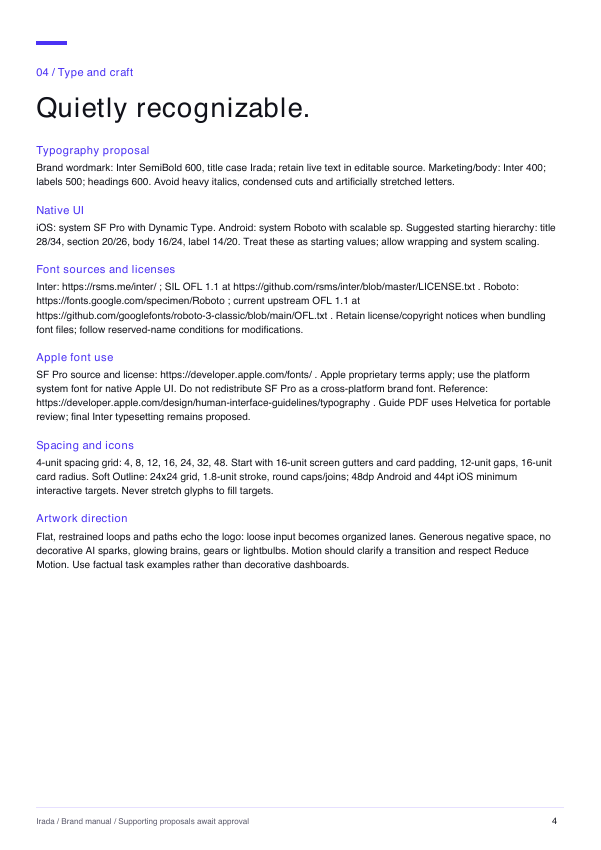 04 / Type and craft
Quietly recognizable.
Typography proposal
Brand wordmark: Inter SemiBold 600, title case Irada; retain live text in editable source. Marketing/body: Inter 400;
labels 500; headings 600. Avoid heavy italics, condensed cuts and artificially stretched letters.
Native UI
iOS: system SF Pro with Dynamic Type. Android: system Roboto with scalable sp. Suggested starting hierarchy: title
28/34, section 20/26, body 16/24, label 14/20. Treat these as starting values; allow wrapping and system scaling.
Font sources and licenses
Inter: https://rsms.me/inter/ ; SIL OFL 1.1 at https://github.com/rsms/inter/blob/master/LICENSE.txt . Roboto:
https://fonts.google.com/specimen/Roboto ; current upstream OFL 1.1 at
https://github.com/googlefonts/roboto-3-classic/blob/main/OFL.txt . Retain license/copyright notices when bundling
font files; follow reserved-name conditions for modifications.
Apple font use
SF Pro source and license: https://developer.apple.com/fonts/ . Apple proprietary terms apply; use the platform
system font for native Apple UI. Do not redistribute SF Pro as a cross-platform brand font. Reference:
https://developer.apple.com/design/human-interface-guidelines/typography . Guide PDF uses Helvetica for portable
review; final Inter typesetting remains proposed.
Spacing and icons
4-unit spacing grid: 4, 8, 12, 16, 24, 32, 48. Start with 16-unit screen gutters and card padding, 12-unit gaps, 16-unit
card radius. Soft Outline: 24x24 grid, 1.8-unit stroke, round caps/joins; 48dp Android and 44pt iOS minimum
interactive targets. Never stretch glyphs to fill targets.
Artwork direction
Flat, restrained loops and paths echo the logo: loose input becomes organized lanes. Generous negative space, no
decorative AI sparks, glowing brains, gears or lightbulbs. Motion should clarify a transition and respect Reduce
Motion. Use factual task examples rather than decorative dashboards.
Irada / Brand manual / Supporting proposals await approval
4